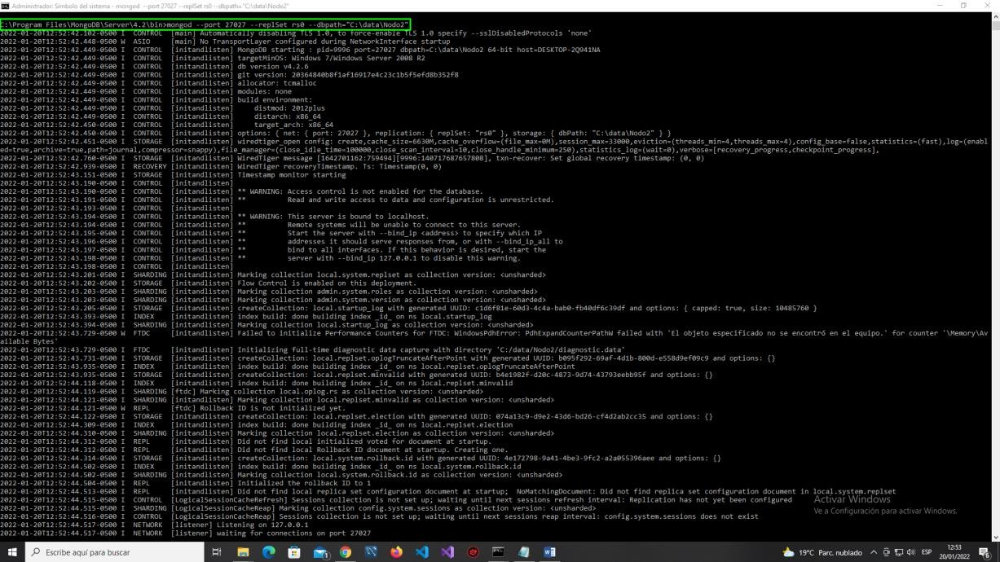 Administrador: Símbolo del sistema - mongod --port 27027 --replSet rs0 --dbpath="C:\data\Nodo2"
C:\Program Files\MongoDB\Server\4.2\bin>mongod --port 27027 --replSet rs0 --dbpath="C:\data\Nodo2"
2022-01-20T12:52:42.102-0500 I  CONTROL  [main] Automatically disabling TLS 1.0, to force-enable TLS 1.0 specify --sslDisabledProtocols 'none'
2022-01-20T12:52:42.448-0500 W  ASIO     [main] No TransportLayer configured during NetworkInterface startup
2022-01-20T12:52:42.449-0500 I  CONTROL  [initandlisten] MongoDB starting : pid=9996 port=27027 dbpath=C:\data\Nodo2 64-bit host=DESKTOP-2Q941NA
2022-01-20T12:52:42.449-0500 I  CONTROL  [initandlisten] targetMinOS: Windows 7/Windows Server 2008 R2
2022-01-20T12:52:42.449-0500 I  CONTROL  [initandlisten] db version v4.2.6
2022-01-20T12:52:42.449-0500 I  CONTROL  [initandlisten] git version: 20364840b8f1af16917e4c23c1b5f5efd8b352f8
2022-01-20T12:52:42.449-0500 I  CONTROL  [initandlisten] allocator: tcmalloc
2022-01-20T12:52:42.449-0500 I  CONTROL  [initandlisten] modules: none
2022-01-20T12:52:42.449-0500 I  CONTROL  [initandlisten] build environment:
2022-01-20T12:52:42.449-0500 I  CONTROL  [initandlisten]     distmod: 2012plus
2022-01-20T12:52:42.449-0500 I  CONTROL  [initandlisten]     distarch: x86_64
2022-01-20T12:52:42.450-0500 I  CONTROL  [initandlisten]     target_arch: x86_64
2022-01-20T12:52:42.450-0500 I  CONTROL  [initandlisten] options: { net: { port: 27027 }, replication: { replSet: "rs0" }, storage: { dbPath: "C:\data\Nodo2" } }
2022-01-20T12:52:42.451-0500 I  STORAGE  [initandlisten] wiredtiger_open config: create,cache_size=6630M,cache_overflow=(file_max=0M),session_max=33000,eviction=(threads_min=4,threads_max=4),config_base=false,statistics=(fast),log=(enabl
ed=true,archive=true,path=journal,compressor=snappy),file_manager=(close_idle_time=100000,close_scan_interval=10,close_handle_minimum=250),statistics_log=(wait=0),verbose=[recovery_progress,checkpoint_progress],
2022-01-20T12:52:42.760-0500 I  STORAGE  [initandlisten] WiredTiger message [1642701162:759494][9996:140717687657808], txn-recover: Set global recovery timestamp: (0, 0)
2022-01-20T12:52:42.939-0500 I  RECOVERY [initandlisten] WiredTiger recoveryTimestamp. Ts: Timestamp(0, 0)
2022-01-20T12:52:43.151-0500 I  STORAGE  [initandlisten] Timestamp monitor starting
2022-01-20T12:52:43.190-0500 I  CONTROL  [initandlisten]
2022-01-20T12:52:43.190-0500 I  CONTROL  [initandlisten] ** WARNING: Access control is not enabled for the database.
2022-01-20T12:52:43.191-0500 I  CONTROL  [initandlisten] **          Read and write access to data and configuration is unrestricted.
2022-01-20T12:52:43.193-0500 I  CONTROL  [initandlisten]
2022-01-20T12:52:43.194-0500 I  CONTROL  [initandlisten] ** WARNING: This server is bound to localhost.
2022-01-20T12:52:43.194-0500 I  CONTROL  [initandlisten] **          Remote systems will be unable to connect to this server.
2022-01-20T12:52:43.195-0500 I  CONTROL  [initandlisten] **          Start the server with --bind_ip <address> to specify which IP
2022-01-20T12:52:43.196-0500 I  CONTROL  [initandlisten] **          addresses it should serve responses from, or with --bind_ip_all to
2022-01-20T12:52:43.197-0500 I  CONTROL  [initandlisten] **          bind to all interfaces. If this behavior is desired, start the
2022-01-20T12:52:43.198-0500 I  CONTROL  [initandlisten] **          server with --bind_ip 127.0.0.1 to disable this warning.
2022-01-20T12:52:43.198-0500 I  CONTROL  [initandlisten]
2022-01-20T12:52:43.201-0500 I  SHARDING [initandlisten] Marking collection local.system.replset as collection version: <unsharded>
2022-01-20T12:52:43.202-0500 I  STORAGE  [initandlisten] Flow Control is enabled on this deployment.
2022-01-20T12:52:43.203-0500 I  SHARDING [initandlisten] Marking collection admin.system.roles as collection version: <unsharded>
2022-01-20T12:52:43.203-0500 I  SHARDING [initandlisten] Marking collection admin.system.version as collection version: <unsharded>
2022-01-20T12:52:43.205-0500 I  STORAGE  [initandlisten] createCollection: local.startup_log with generated UUID: c1d6f81e-60d3-4c4a-bab0-fb40df6c39df and options: { capped: true, size: 10485760 }
2022-01-20T12:52:43.393-0500 I  INDEX    [initandlisten] index build: done building index _id_ on ns local.startup_log
2022-01-20T12:52:43.394-0500 I  SHARDING [initandlisten] Marking collection local.startup_log as collection version: <unsharded>
2022-01-20T12:52:43.729-0500 W  FTDC     [initandlisten] Failed to initialize Performance Counters for FTDC: WindowsPdhError: PdhExpandCounterPathW failed with 'El objeto especificado no se encontró en el equipo.' for counter '\Memory\Av
ailable Bytes'
2022-01-20T12:52:43.729-0500 I  FTDC     [initandlisten] Initializing full-time diagnostic data capture with directory 'C:/data/Nodo2/diagnostic.data'
2022-01-20T12:52:43.731-0500 I  STORAGE  [initandlisten] createCollection: local.replset.oplogTruncateAfterPoint with generated UUID: b095f292-69af-4d1b-800d-e558d9ef09c9 and options: {}
2022-01-20T12:52:43.935-0500 I  INDEX    [initandlisten] index build: done building index _id_ on ns local.replset.oplogTruncateAfterPoint
2022-01-20T12:52:43.935-0500 I  STORAGE  [initandlisten] createCollection: local.replset.minvalid with generated UUID: b4e1982f-d20c-4873-9d74-43793eebb95f and options: {}
2022-01-20T12:52:44.118-0500 I  INDEX    [initandlisten] index build: done building index _id_ on ns local.replset.minvalid
2022-01-20T12:52:44.119-0500 I  SHARDING [ftdc] Marking collection local.oplog.rs as collection version: <unsharded>
2022-01-20T12:52:44.121-0500 I  SHARDING [initandlisten] Marking collection local.replset.minvalid as collection version: <unsharded>
2022-01-20T12:52:44.121-0500 W  REPL     [ftdc] Rollback ID is not initialized yet.
2022-01-20T12:52:44.122-0500 I  STORAGE  [initandlisten] createCollection: local.replset.election with generated UUID: 074a13c9-d9e2-43d6-bd26-cf4d2ab2cc35 and options: {}
2022-01-20T12:52:44.309-0500 I  INDEX    [initandlisten] index build: done building index _id_ on ns local.replset.election
2022-01-20T12:52:44.310-0500 I  SHARDING [initandlisten] Marking collection local.replset.election as collection version: <unsharded>
2022-01-20T12:52:44.312-0500 I  REPL     [initandlisten] Did not find local initialized voted for document at startup.
2022-01-20T12:52:44.312-0500 I  REPL     [initandlisten] Did not find local Rollback ID document at startup. Creating one.
2022-01-20T12:52:44.314-0500 I  STORAGE  [initandlisten] createCollection: local.system.rollback.id with generated UUID: 4e172798-9a41-4be3-9fc2-a2a055396aee and options: {}
2022-01-20T12:52:44.502-0500 I  INDEX    [initandlisten] index build: done building index _id_ on ns local.system.rollback.id
2022-01-20T12:52:44.502-0500 I  SHARDING [initandlisten] Marking collection local.system.rollback.id as collection version: <unsharded>
2022-01-20T12:52:44.504-0500 I  REPL     [initandlisten] Initialized the rollback ID to 1
2022-01-20T12:52:44.513-0500 I  REPL     [initandlisten] Did not find local replica set configuration document at startup;  NoMatchingDocument: Did not find replica set configuration document in local.system.replset
2022-01-20T12:52:44.515-0500 I  CONTROL  [LogicalSessionCacheRefresh] Sessions collection is not set up; waiting until next sessions refresh interval: Replication has not yet been configured
2022-01-20T12:52:44.515-0500 I  SHARDING [LogicalSessionCacheReap] Marking collection config.system.sessions as collection version: <unsharded>
2022-01-20T12:52:44.516-0500 I  CONTROL  [LogicalSessionCacheReap] Sessions collection is not set up; waiting until next sessions reap interval: config.system.sessions does not exist
2022-01-20T12:52:44.517-0500 I  NETWORK  [listener] Listening on 127.0.0.1
2022-01-20T12:52:44.517-0500 I  NETWORK  [listener] waiting for connections on port 27027
Activar Windows
Ve a Configuración para activar Windows.
Escribe aquí para buscar
19°C Parc. nublado
ESP
12:53
20/01/2022
6